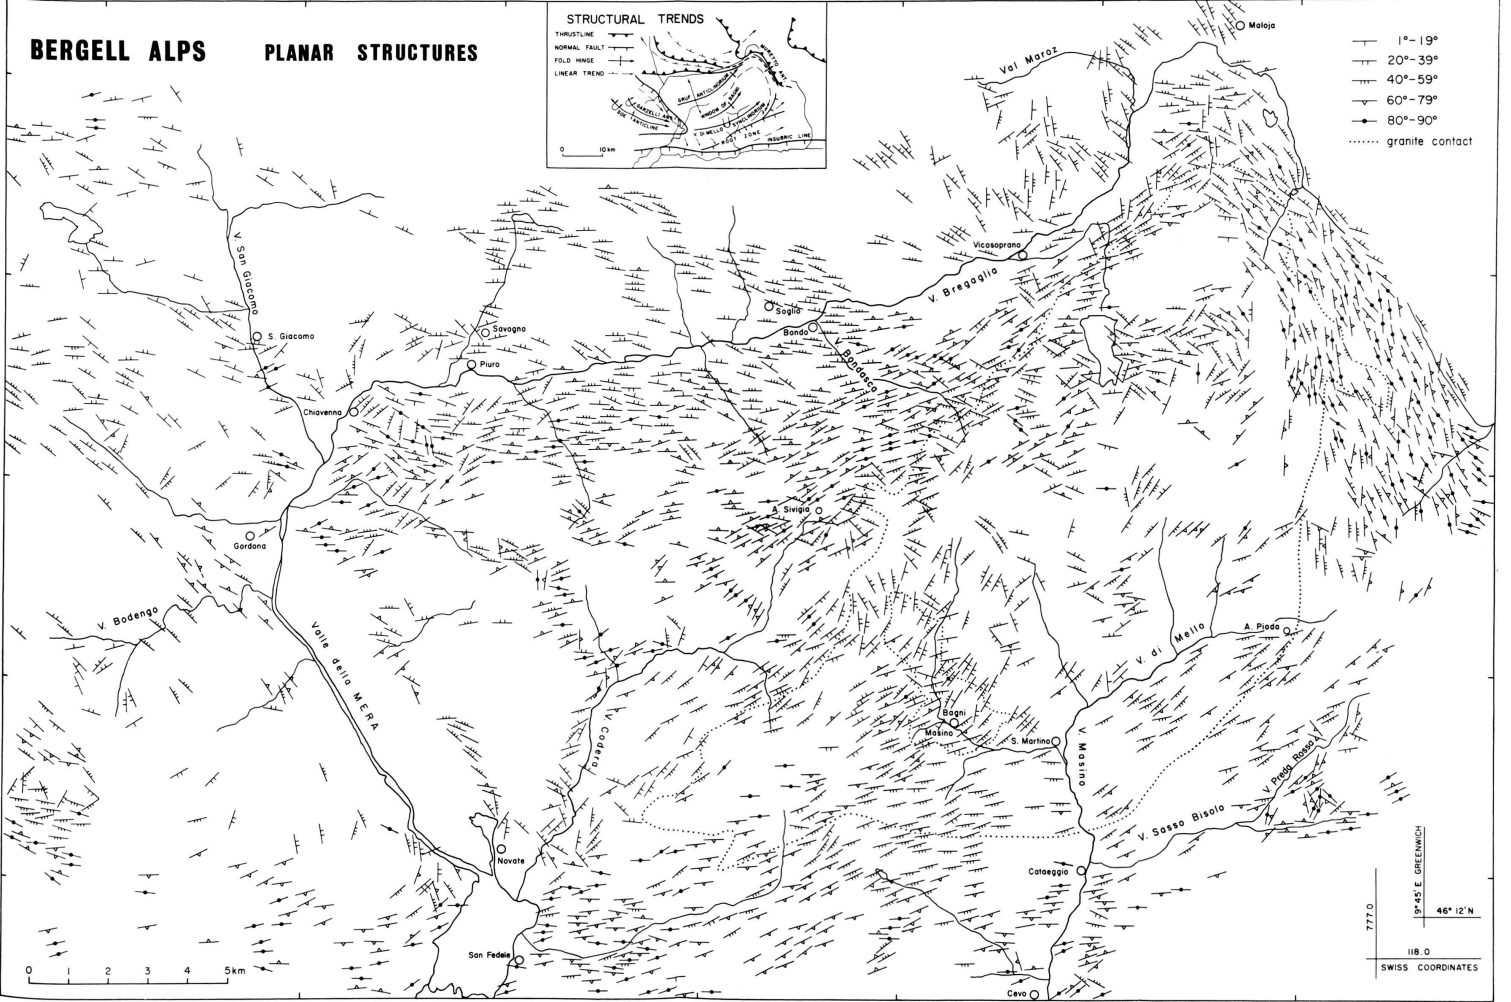 BERGELL ALPS PLANAR STRUCTURES
STRUCTURAL TRENDS
THRUSTLINE
NORMAL FAULT
FOLD HINGE
LINEAR TREND
MURETTO ANT.
GRUF ANTICLINORIUM
WINDOW OF BAGNI
V. DI MELLO SYNCLINORIUM
ROOT ZONE
INSUBRIC LINE
0 10 km
1°–19°
20°–39°
40°–59°
60°–79°
80°–90°
granite contact
Maloja
Val Maroz
Vicosoprano
V. Bregaglia
V. San Giacomo
S. Giacomo
Savogno
Piuro
Soglio
Bondo
V. Bondasca
Chiavenna
A. Sivigia
Gordona
V. Bodengo
Valle della MERA
V. Codera
V. di Mello
A. Pioda
Bagni
Masino
S. Martino
V. Masino
V. Preda Rossa
V. Sasso Bisolo
Novate
Cataeggio
San Fedele
Cevo
0 1 2 3 4 5km
9° 45' E GREENWICH
46° 12' N
777.0
118.0
SWISS COORDINATES